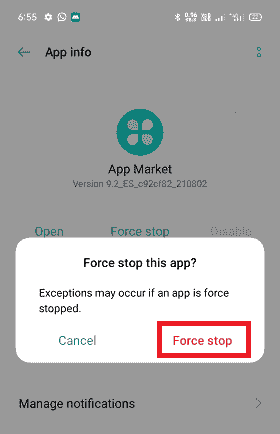 6:55
App info
App Market
Version 9.2_ES_c92cf82_210802
Open Force stop Disable
Force stop this app?
Exceptions may occur if an app is force
stopped.
Cancel Force stop
Manage notifications